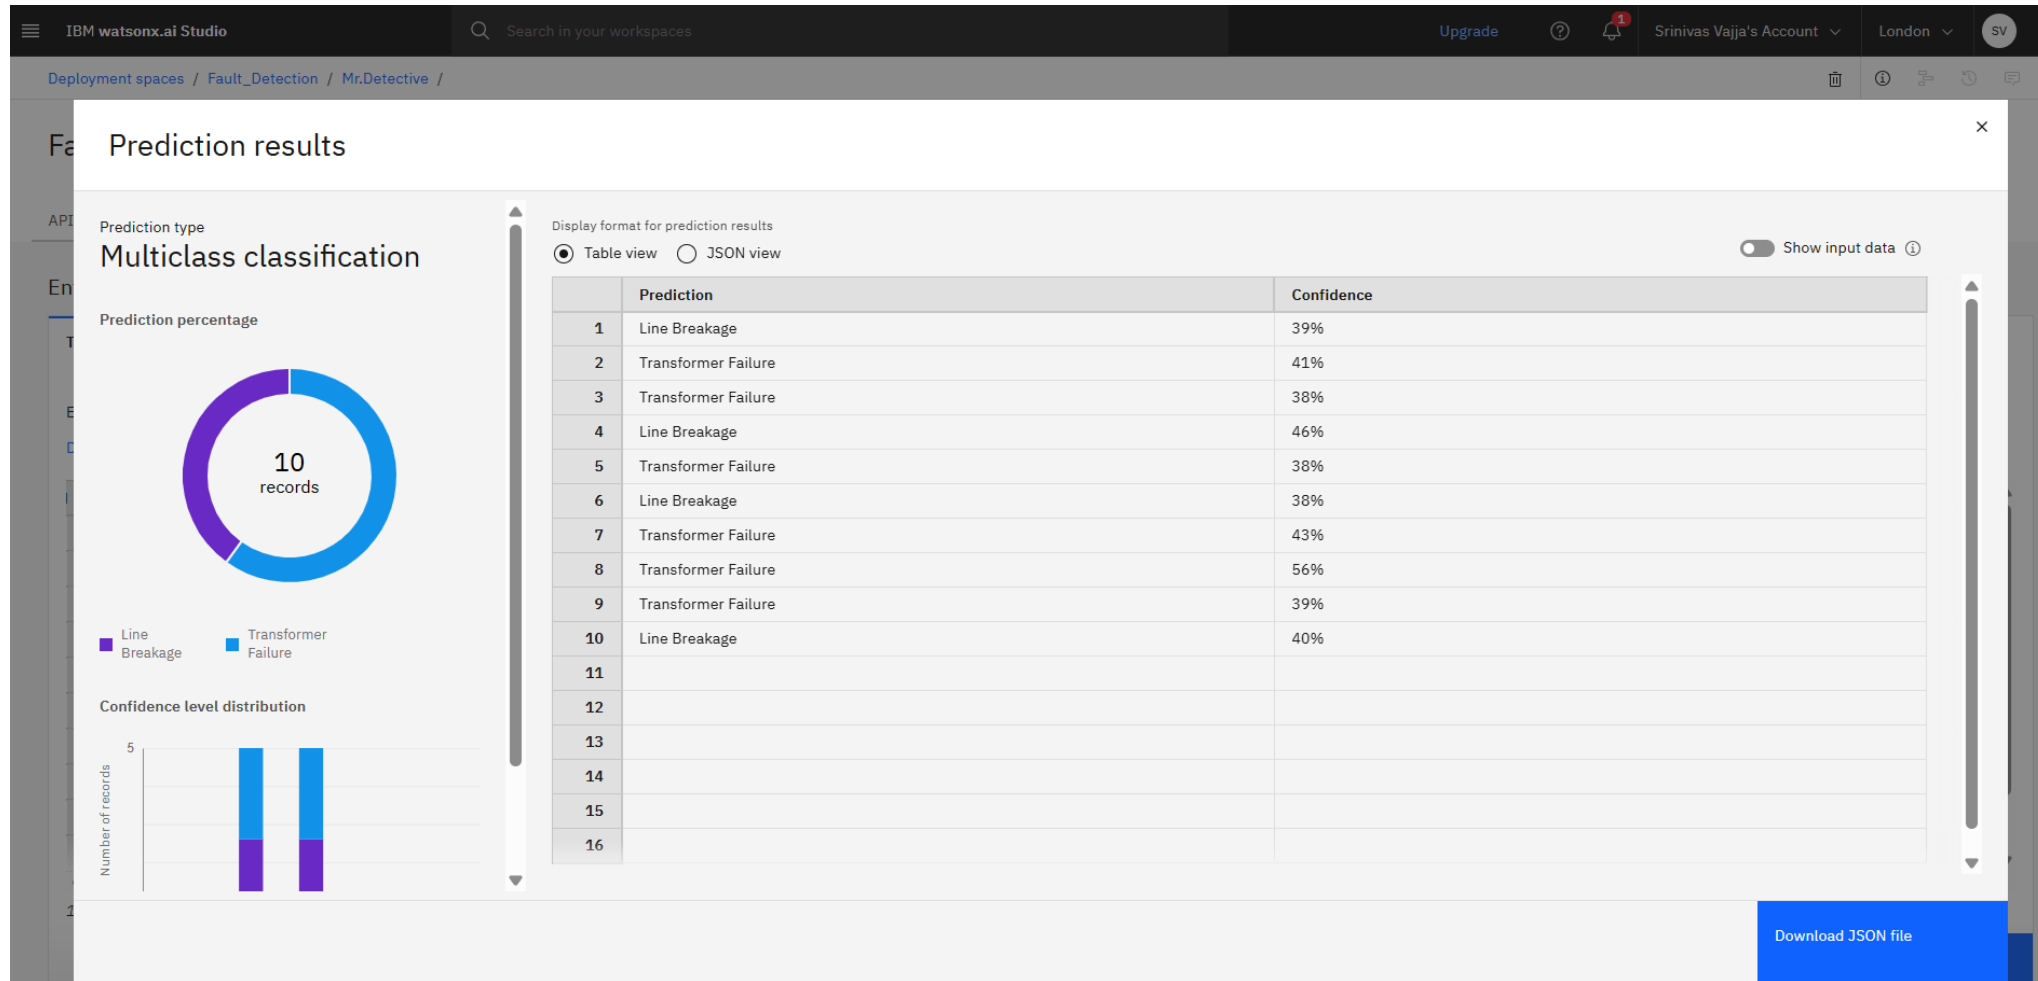 IBM watsonx.ai Studio
Search in your workspaces
Upgrade
1
Srinivas Vajja's Account
London
SV
Deployment spaces / Fault_Detection / Mr.Detective /
Fa
Prediction results
API
Prediction type
Multiclass classification
En
Prediction percentage
T
E
D
10
records
Line Breakage
Transformer Failure
Confidence level distribution
5
Number of records
1
Display format for prediction results
Table view
JSON view
Show input data
Prediction Confidence
1 Line Breakage 39%
2 Transformer Failure 41%
3 Transformer Failure 38%
4 Line Breakage 46%
5 Transformer Failure 38%
6 Line Breakage 38%
7 Transformer Failure 43%
8 Transformer Failure 56%
9 Transformer Failure 39%
10 Line Breakage 40%
11
12
13
14
15
16
Download JSON file